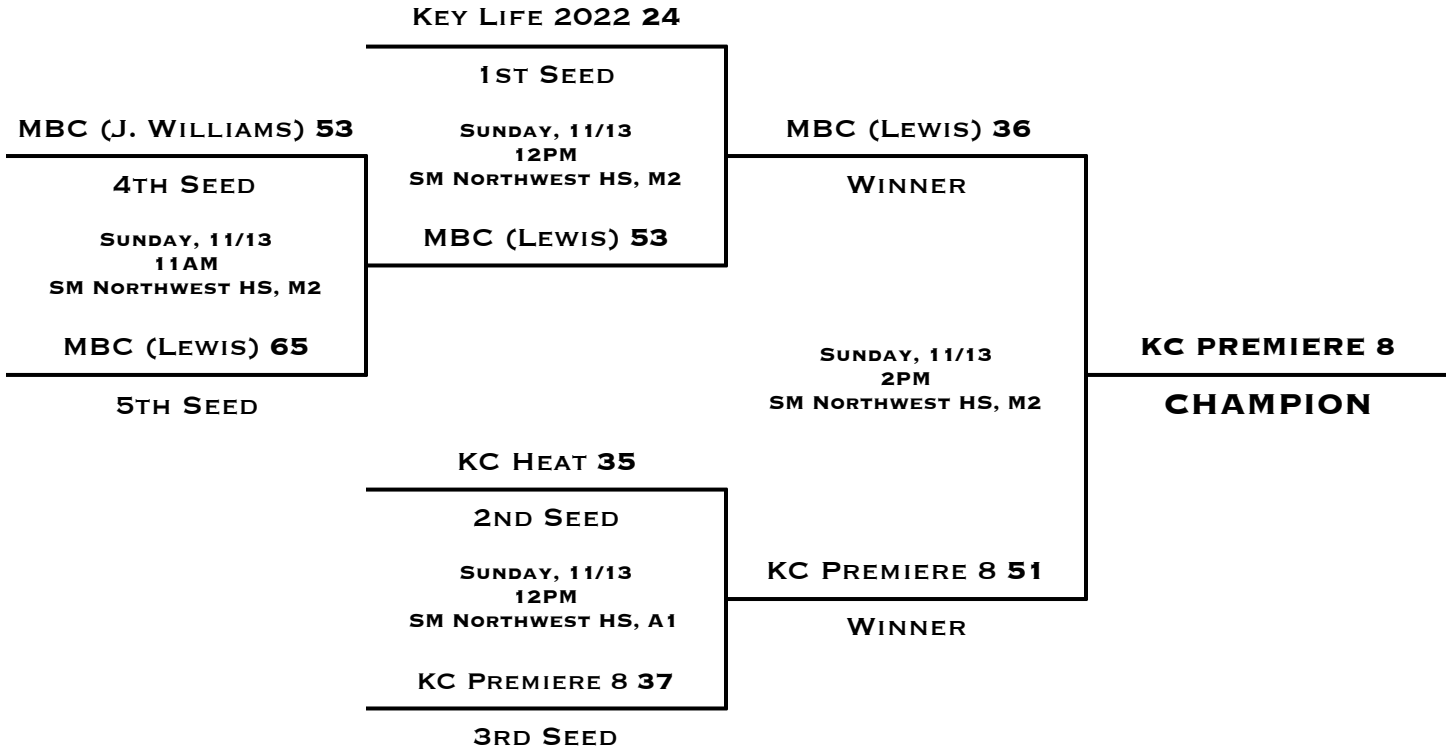 Key Life 2022 24
1st Seed
Sunday, 11/13
12PM
SM Northwest HS, M2
MBC (Lewis) 53
MBC (J. Williams) 53
4th Seed
Sunday, 11/13
11AM
SM Northwest HS, M2
MBC (Lewis) 65
5th Seed
MBC (Lewis) 36
Winner
Sunday, 11/13
2PM
SM Northwest HS, M2
KC PREMIERE 8
CHAMPION
KC Heat 35
2nd Seed
Sunday, 11/13
12PM
SM Northwest HS, A1
KC Premiere 8 37
3rd Seed
KC Premiere 8 51
Winner